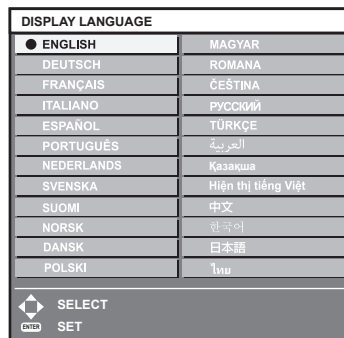 DISPLAY LANGUAGE
ENGLISH
DEUTSCH
FRANÇAIS
ITALIANO
ESPAÑOL
PORTUGUÊS
NEDERLANDS
SVENSKA
SUOMI
NORSK
DANSK
POLSKI
MAGYAR
ROMANA
ČEŠTINA
РУССКИЙ
TÜRKÇE
العربية
Қазақша
Hiện thị tiếng Việt
中文
한국어
日本語
ไทย
SELECT
ENTER SET